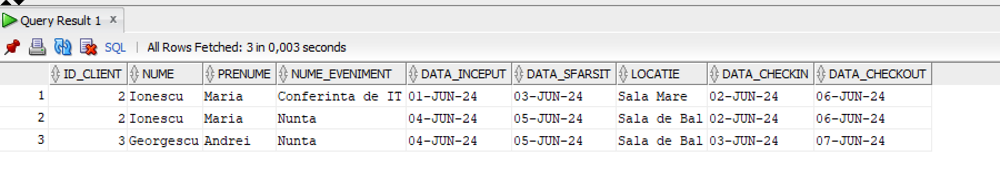 Query Result 1 x
SQL | All Rows Fetched: 3 in 0,003 seconds
ID_CLIENT NUME PRENUME NUME_EVENIMENT DATA_INCEPUT DATA_SFARSIT LOCATIE DATA_CHECKIN DATA_CHECKOUT
1 2 Ionescu Maria Conferinta de IT 01-JUN-24 03-JUN-24 Sala Mare 02-JUN-24 06-JUN-24
2 2 Ionescu Maria Nunta 04-JUN-24 05-JUN-24 Sala de Bal 02-JUN-24 06-JUN-24
3 3 Georgescu Andrei Nunta 04-JUN-24 05-JUN-24 Sala de Bal 03-JUN-24 07-JUN-24